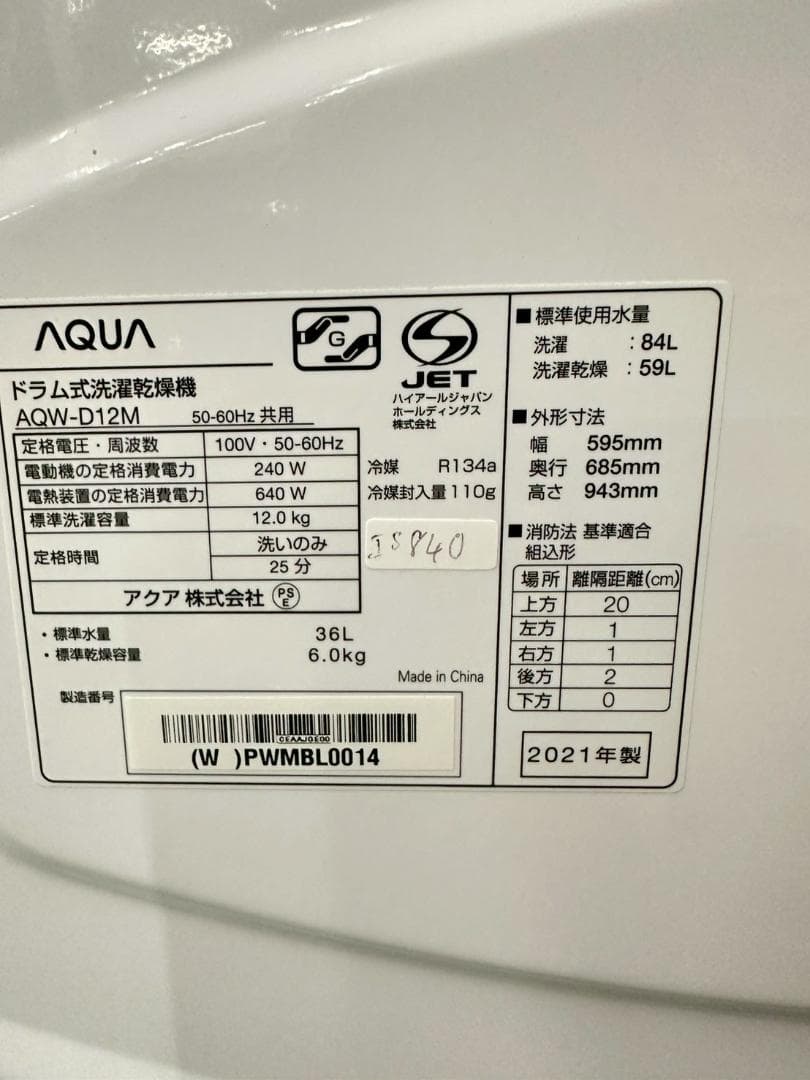 AQUA
G
JET
ハイアールジャパン
ホールディングス
株式会社
ドラム式洗濯乾燥機
AQW-D12M 50-60Hz 共用
定格電圧・周波数 100V・50-60Hz
電動機の定格消費電力 240 W
電熱装置の定格消費電力 640 W
標準洗濯容量 12.0 kg
定格時間 洗いのみ
25 分
アクア 株式会社 PSE
冷媒 R134a
冷媒封入量 110g
IS840
・標準水量 36L
・標準乾燥容量 6.0kg
Made in China
製造番号
CEAAJGE00
(W )PWMBL0014
■標準使用水量
洗濯 : 84L
洗濯乾燥 : 59L
■外形寸法
幅 595mm
奥行 685mm
高さ 943mm
■消防法 基準適合
組込形
場所 離隔距離(cm)
上方 20
左方 1
右方 1
後方 2
下方 0
2021年製